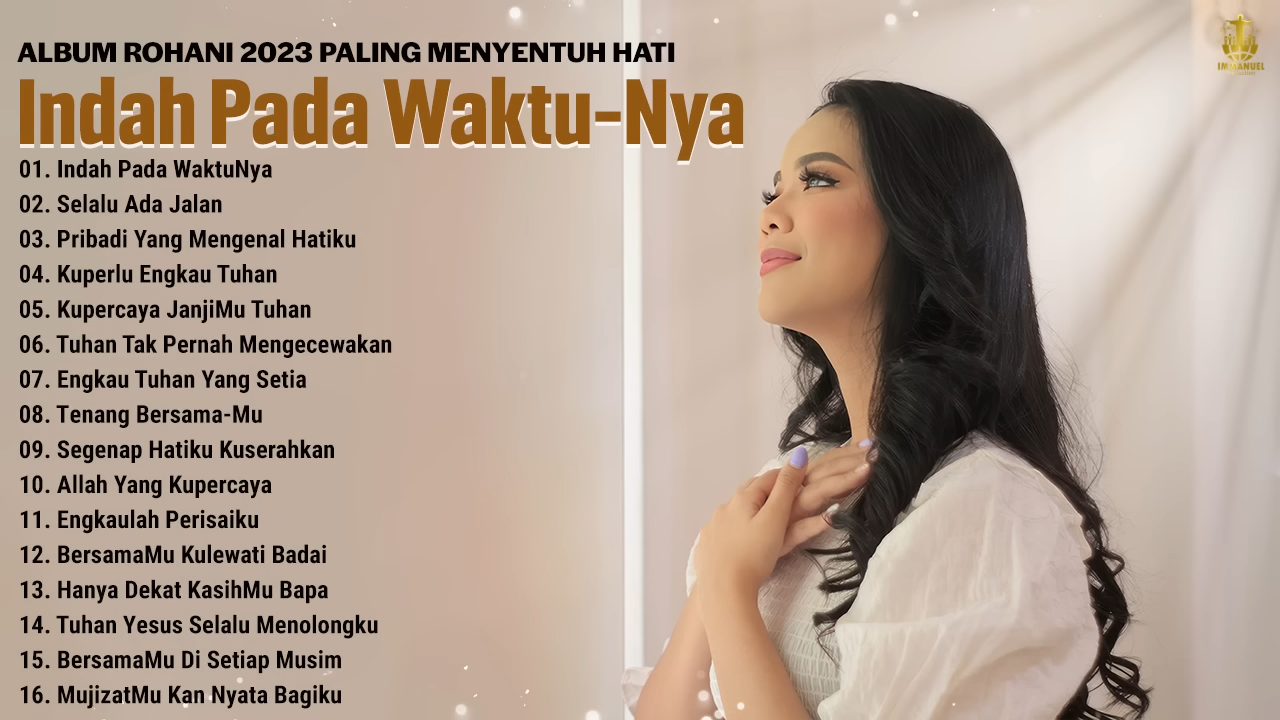 ALBUM ROHANI 2023 PALING MENYENTUH HATI
Indah Pada Waktu-Nya
01. Indah Pada WaktuNya
02. Selalu Ada Jalan
03. Pribadi Yang Mengenal Hatiku
04. Kuperlu Engkau Tuhan
05. Kupercaya JanjiMu Tuhan
06. Tuhan Tak Pernah Mengecewakan
07. Engkau Tuhan Yang Setia
08. Tenang Bersama-Mu
09. Segenap Hatiku Kuserahkan
10. Allah Yang Kupercaya
11. Engkaulah Perisaiku
12. BersamaMu Kulewati Badai
13. Hanya Dekat KasihMu Bapa
14. Tuhan Yesus Selalu Menolongku
15. BersamaMu Di Setiap Musim
16. MujizatMu Kan Nyata Bagiku
IMMANUEL